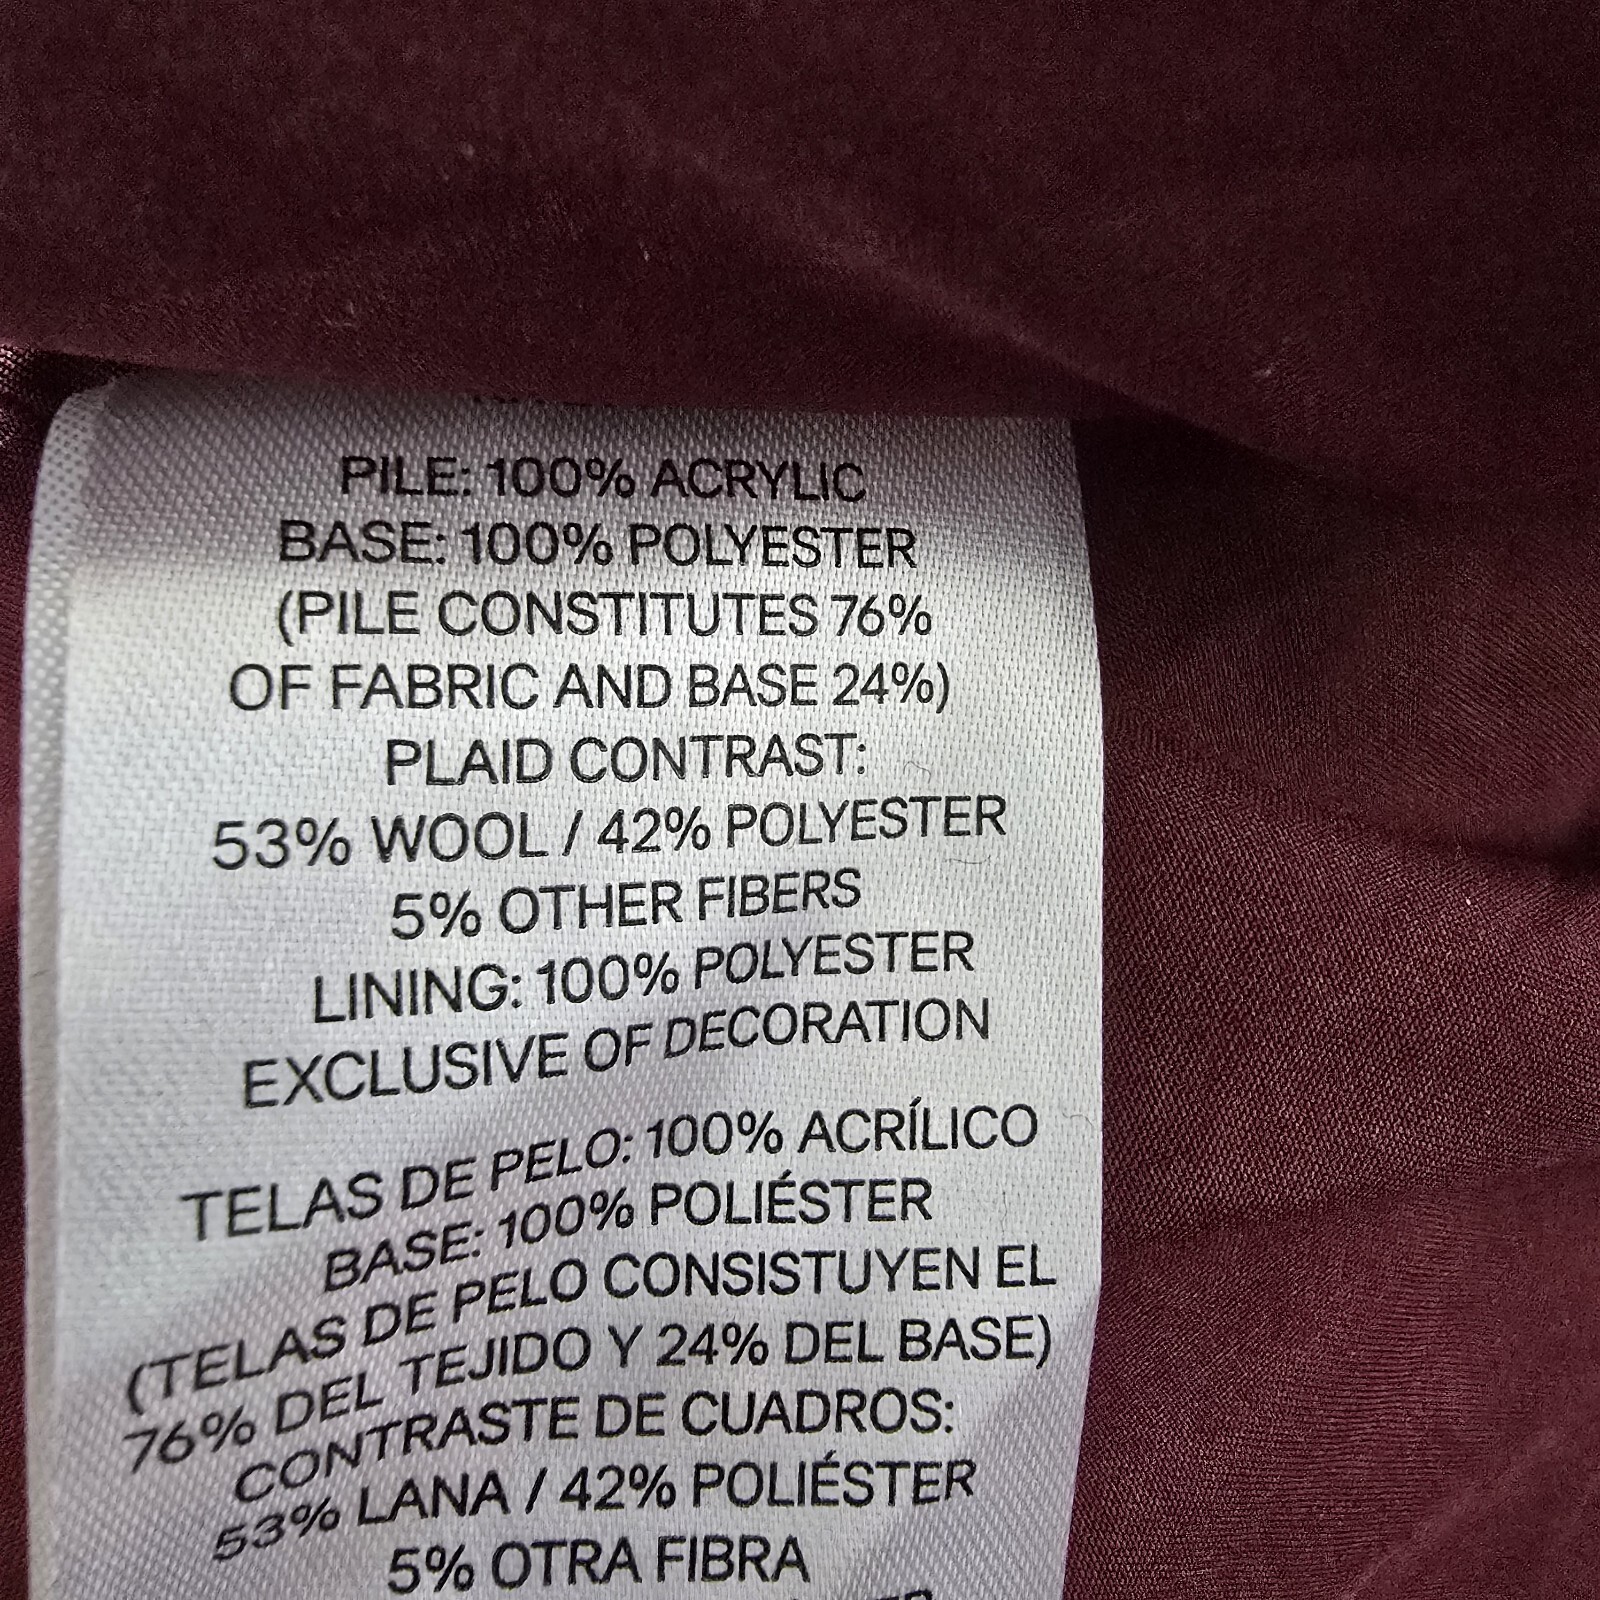 PILE: 100% ACRYLIC
BASE: 100% POLYESTER
(PILE CONSTITUTES 76%
OF FABRIC AND BASE 24%)
PLAID CONTRAST:
53% WOOL / 42% POLYESTER
5% OTHER FIBERS
LINING: 100% POLYESTER
EXCLUSIVE OF DECORATION
TELAS DE PELO: 100% ACRÍLICO
BASE: 100% POLIÉSTER
(TELAS DE PELO CONSISTUYEN EL
76% DEL TEJIDO Y 24% DEL BASE)
CONTRASTE DE CUADROS:
53% LANA / 42% POLIÉSTER
5% OTRA FIBRA